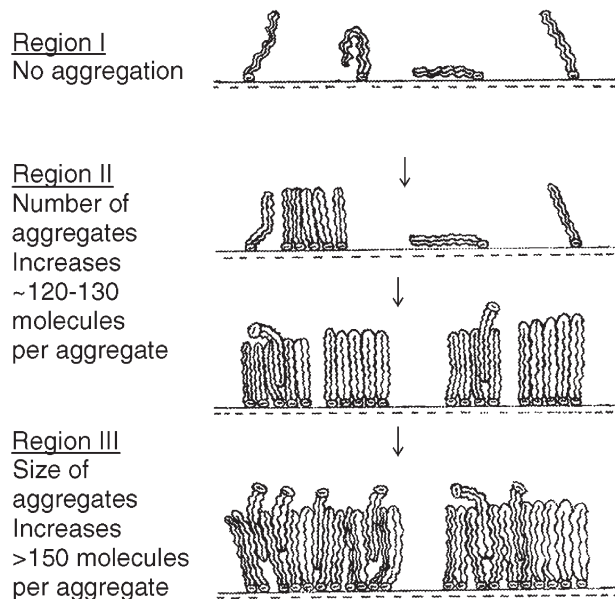 Region I
No aggregation
Region II
Number of
aggregates
Increases
~120-130
molecules
per aggregate
Region III
Size of
aggregates
Increases
>150 molecules
per aggregate